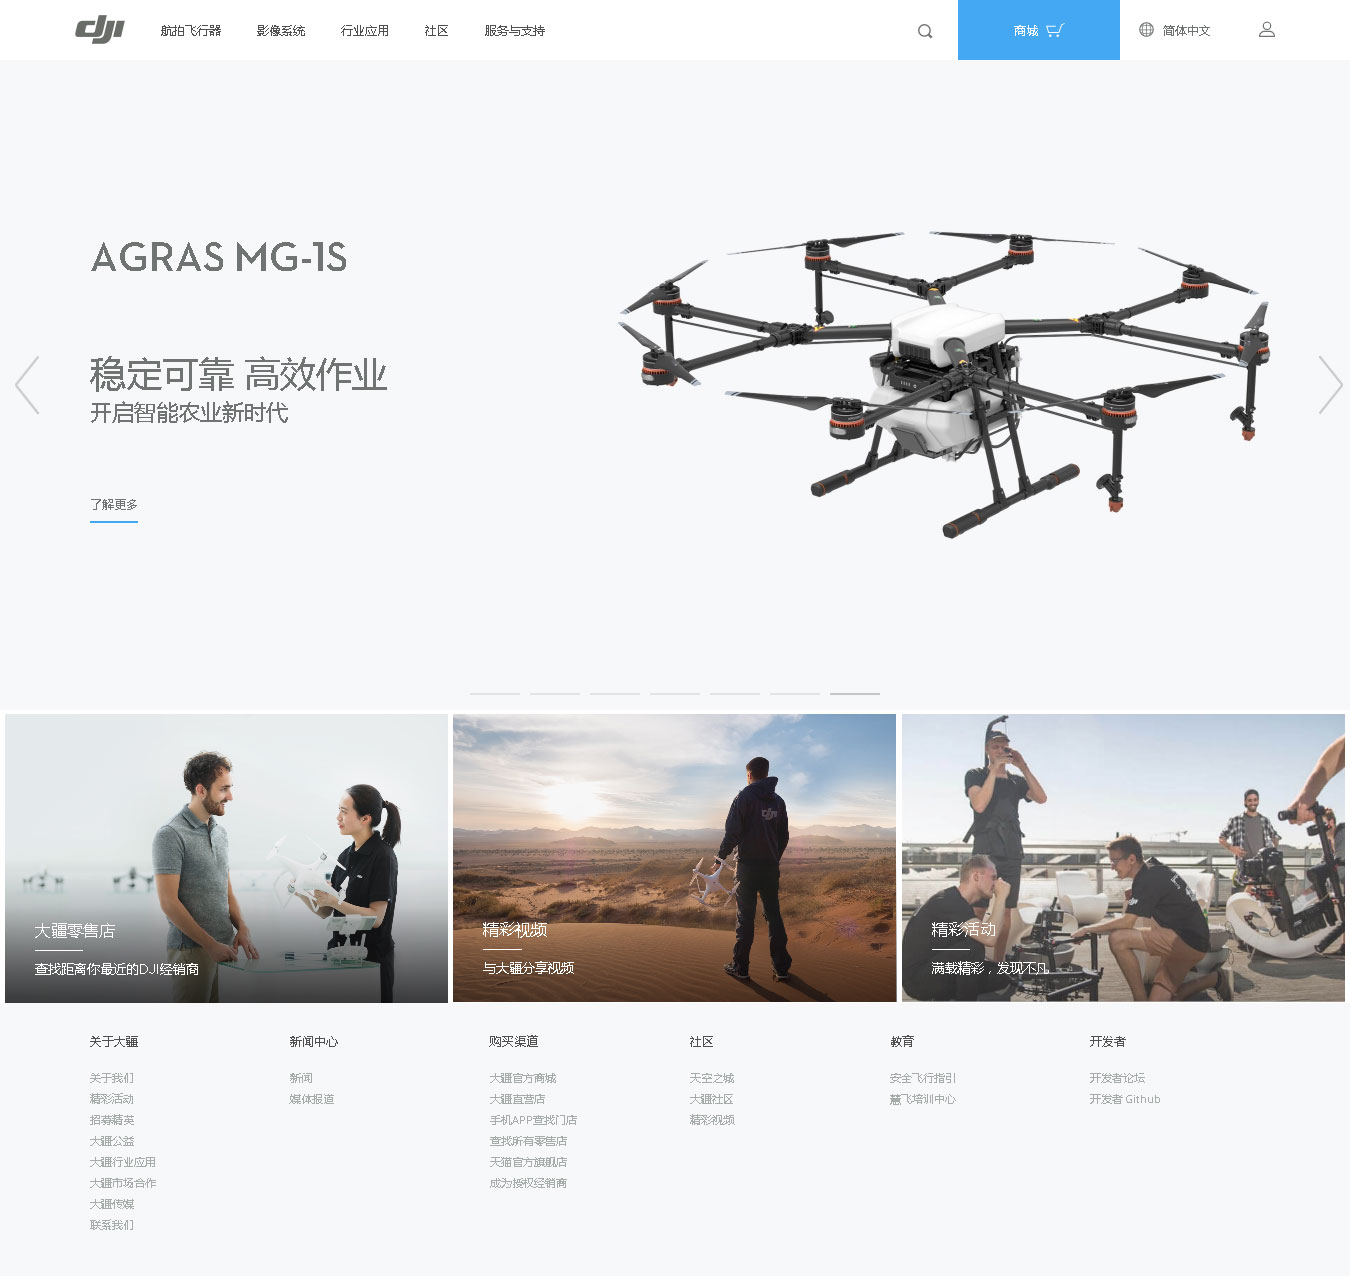 dji 航拍飞行器 影像系统 行业应用 社区 服务与支持 商城 简体中文
AGRAS MG-1S
稳定可靠 高效作业
开启智能农业新时代
了解更多
大疆零售店
查找距离你最近的DJI经销商
精彩视频
与大疆分享视频
精彩活动
满载精彩，发现不凡
关于大疆
关于我们
精彩活动
招募精英
大疆公益
大疆行业应用
大疆市场合作
大疆传媒
联系我们
新闻中心
新闻
媒体报道
购买渠道
大疆官方商城
大疆直营店
手机APP查找门店
查找所有零售店
天猫官方旗舰店
成为授权经销商
社区
天空之城
大疆社区
精彩视频
教育
安全飞行指引
慧飞培训中心
开发者
开发者论坛
开发者 Github